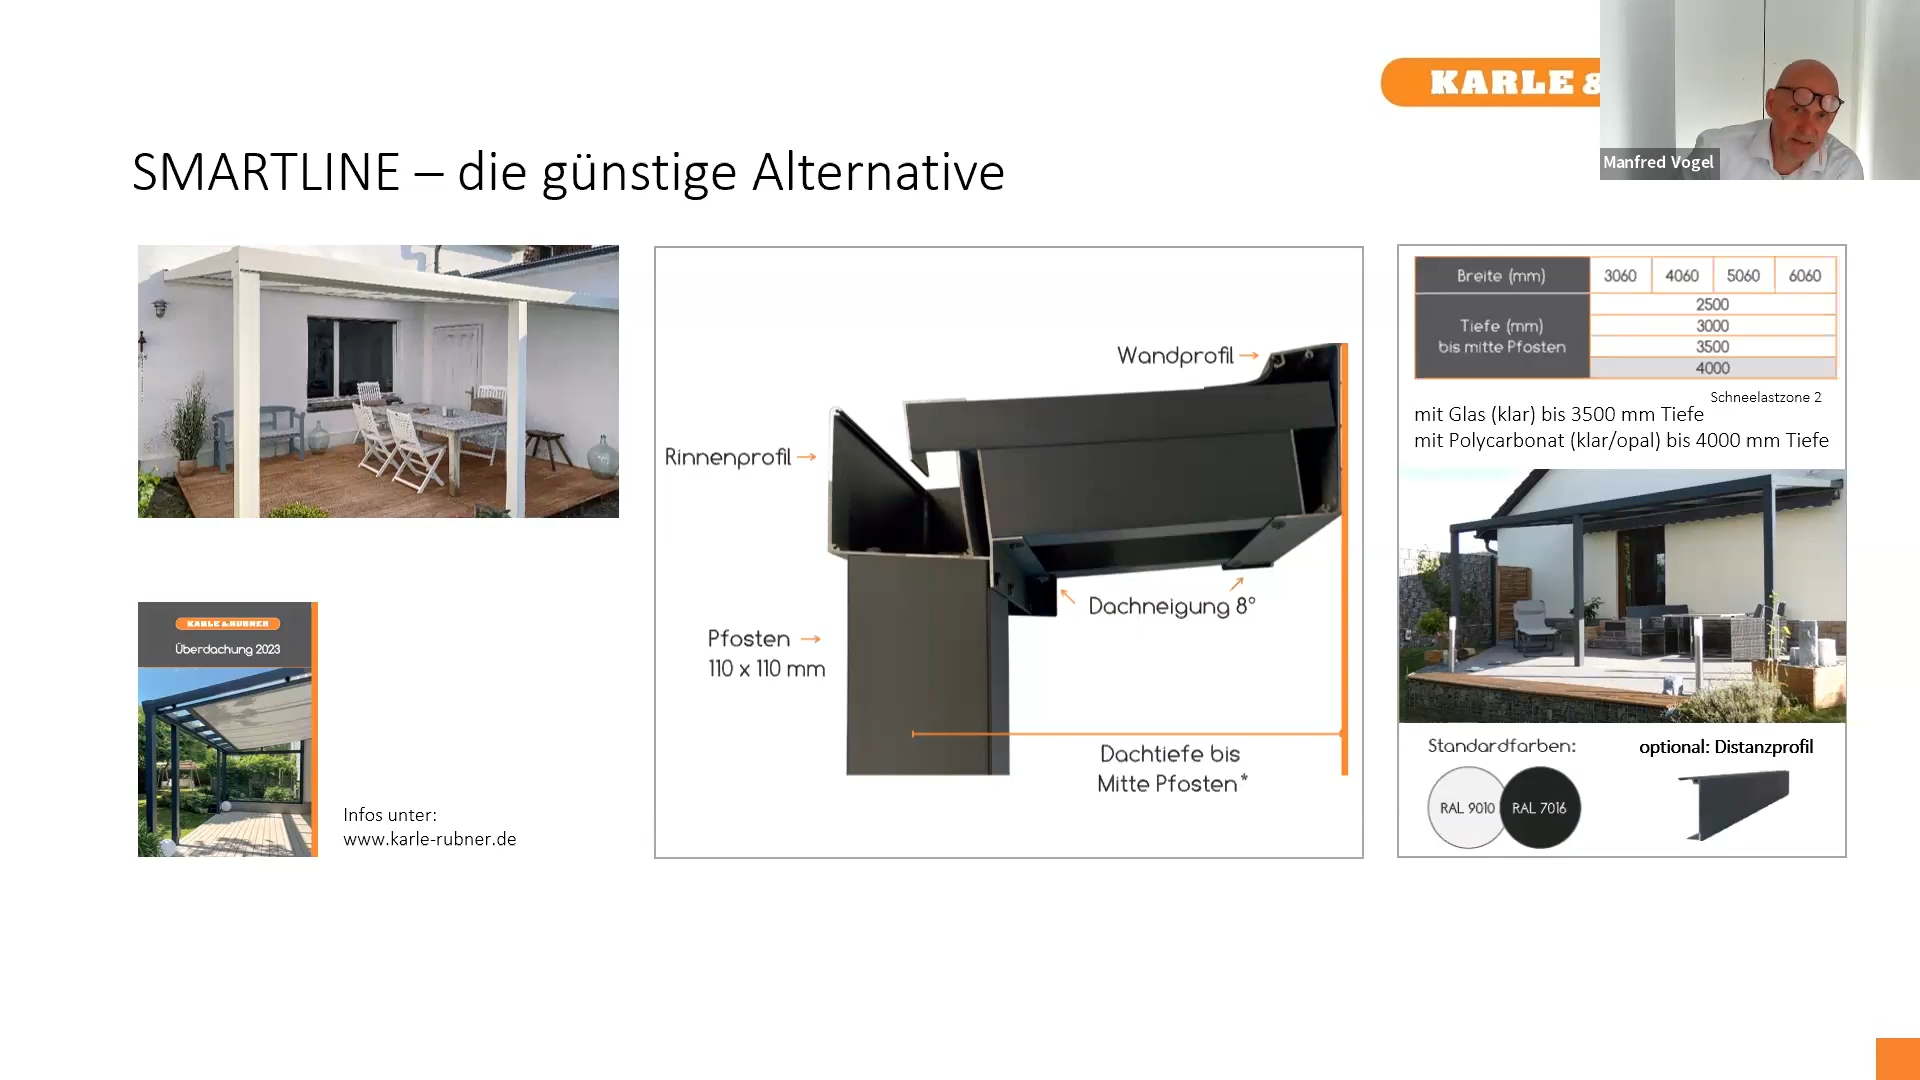 KARLE &
Manfred Vogel
SMARTLINE – die günstige Alternative
KARLE & RUBNER
Überdachung 2023
Infos unter:
www.karle-rubner.de
Wandprofil
Rinnenprofil
Dachneigung 8°
Pfosten
110 x 110 mm
Dachtiefe bis
Mitte Pfosten*
Breite (mm) 3060 4060 5060 6060
Tiefe (mm)
bis mitte Pfosten
2500
3000
3500
4000
Schneelastzone 2
mit Glas (klar) bis 3500 mm Tiefe
mit Polycarbonat (klar/opal) bis 4000 mm Tiefe
Standardfarben:
RAL 9010 RAL 7016
optional: Distanzprofil